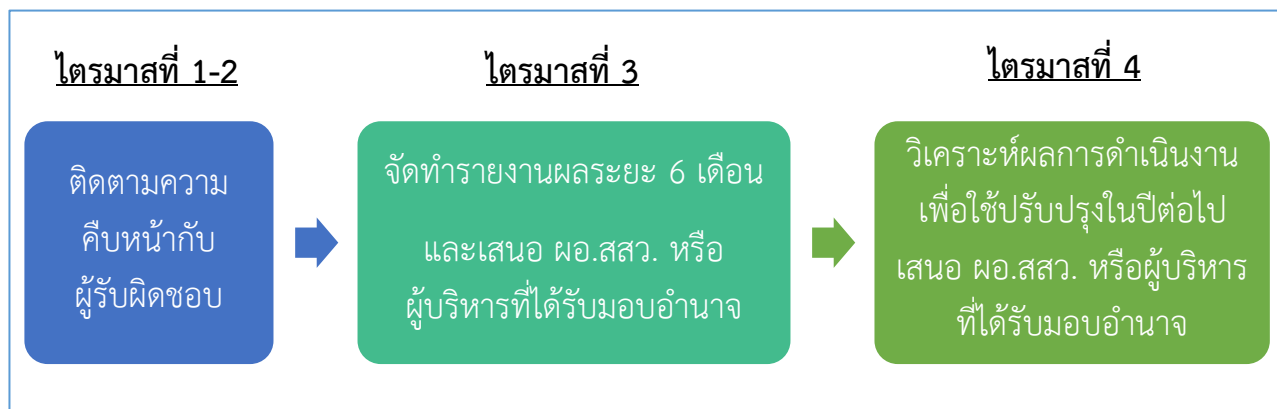 ไตรมาสที่ 1-2
ติดตามความ
คืบหน้ากับ
ผู้รับผิดชอบ
ไตรมาสที่ 3
จัดทำรายงานผลระยะ 6 เดือน
และเสนอ ผอ.สสว. หรือ
ผู้บริหารที่ได้รับมอบอำนาจ
ไตรมาสที่ 4
วิเคราะห์ผลการดำเนินงาน
เพื่อใช้ปรับปรุงในปีต่อไป
เสนอ ผอ.สสว. หรือผู้บริหาร
ที่ได้รับมอบอำนาจ